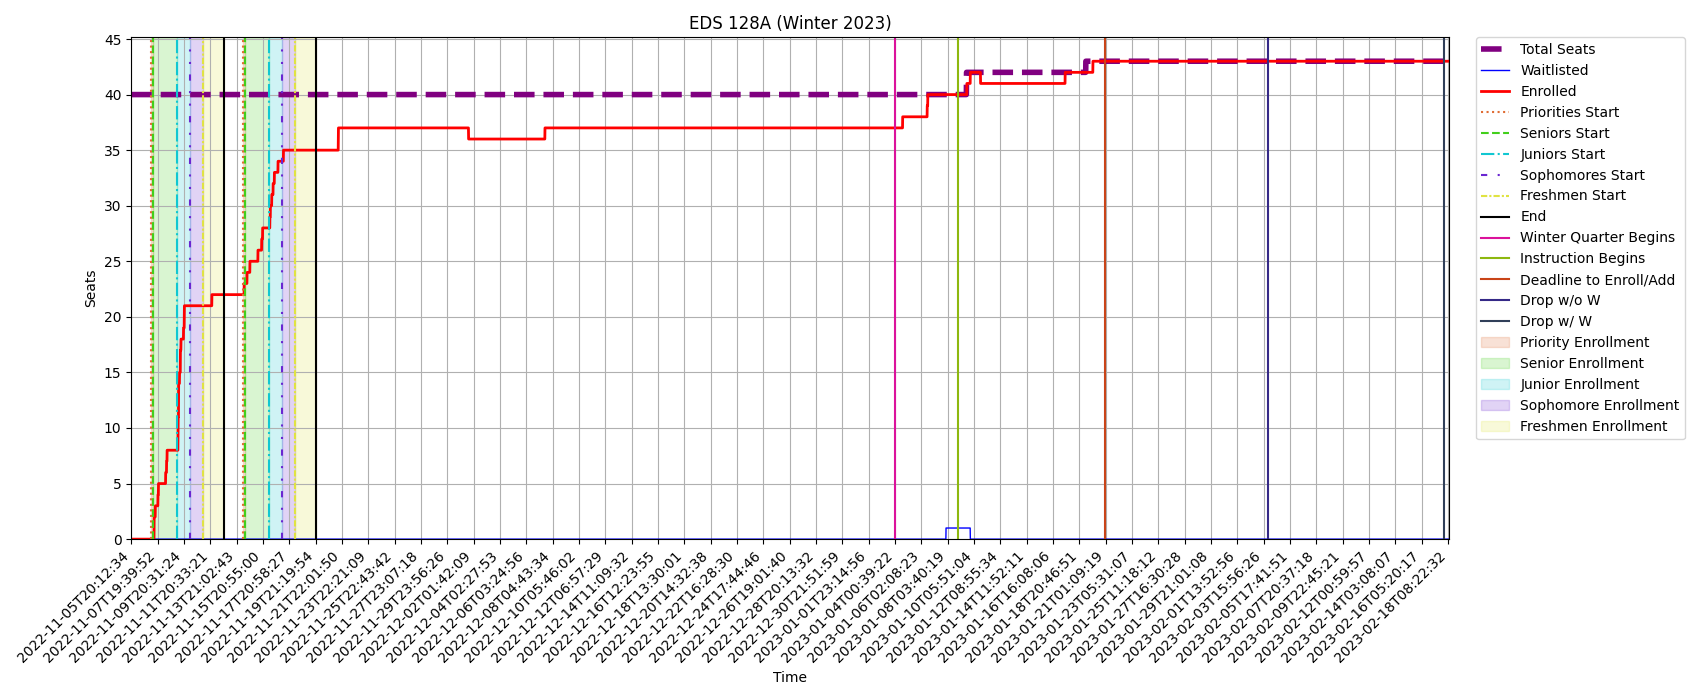 EDS 128A (Winter 2023)
45
40
35
30
25
20
15
10
5
0
Seats
2022-11-05T20:12:34
2022-11-07T19:39:52
2022-11-09T20:31:24
2022-11-11T20:33:21
2022-11-13T21:02:43
2022-11-15T20:55:00
2022-11-17T20:58:27
2022-11-19T21:19:54
2022-11-21T22:01:50
2022-11-23T22:21:09
2022-11-25T22:43:42
2022-11-27T23:07:18
2022-11-29T23:56:26
2022-12-02T01:42:09
2022-12-04T02:27:53
2022-12-06T03:24:56
2022-12-08T04:43:34
2022-12-10T05:46:02
2022-12-12T06:57:29
2022-12-14T11:09:32
2022-12-16T12:23:55
2022-12-18T13:30:01
2022-12-20T14:32:38
2022-12-22T16:28:30
2022-12-24T17:44:46
2022-12-26T19:01:40
2022-12-28T20:13:32
2022-12-30T21:51:59
2023-01-01T23:14:56
2023-01-04T00:39:22
2023-01-06T02:08:23
2023-01-08T03:40:19
2023-01-10T05:51:04
2023-01-12T08:55:34
2023-01-14T11:52:11
2023-01-16T16:08:06
2023-01-18T20:46:51
2023-01-21T01:09:19
2023-01-23T05:31:07
2023-01-25T11:18:12
2023-01-27T16:30:28
2023-01-29T21:01:08
2023-02-01T13:52:56
2023-02-03T15:56:26
2023-02-05T17:41:51
2023-02-07T20:37:18
2023-02-09T22:45:21
2023-02-12T00:59:57
2023-02-14T03:08:07
2023-02-16T05:20:17
2023-02-18T08:22:32
Time
Total Seats
Waitlisted
Enrolled
Priorities Start
Seniors Start
Juniors Start
Sophomores Start
Freshmen Start
End
Winter Quarter Begins
Instruction Begins
Deadline to Enroll/Add
Drop w/o W
Drop w/ W
Priority Enrollment
Senior Enrollment
Junior Enrollment
Sophomore Enrollment
Freshmen Enrollment